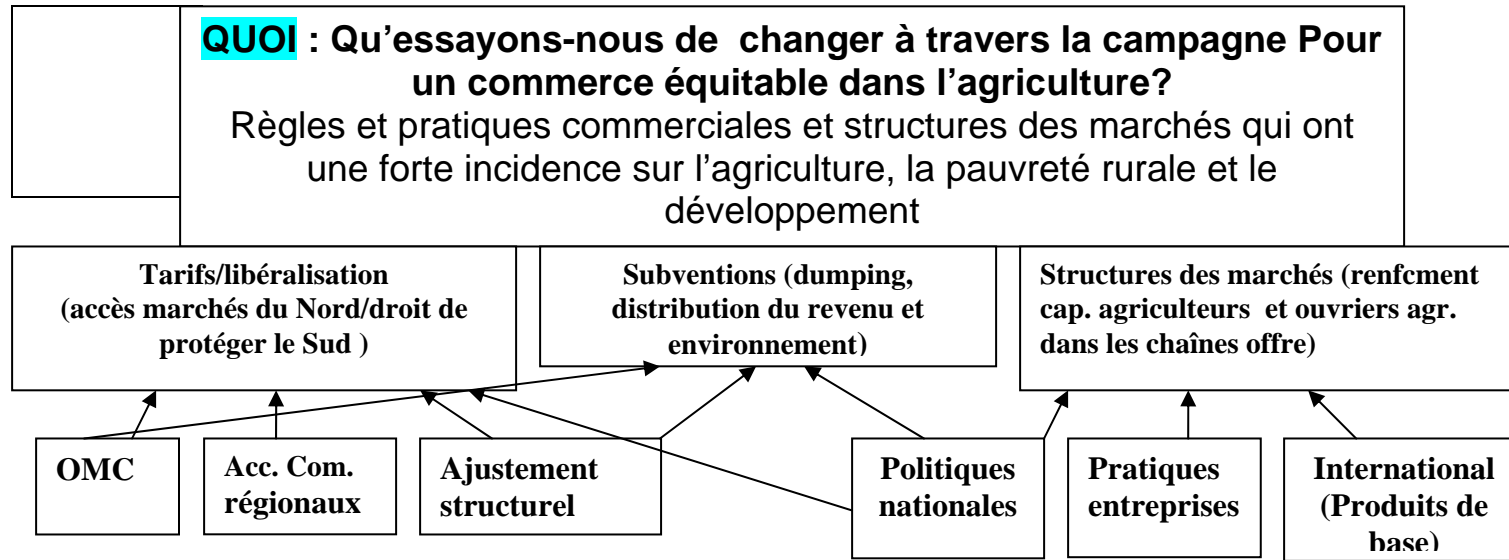 QUOI : Qu’essayons-nous de changer à travers la campagne Pour
un commerce équitable dans l’agriculture?
Règles et pratiques commerciales et structures des marchés qui ont
une forte incidence sur l’agriculture, la pauvreté rurale et le
développement
Tarifs/libéralisation
(accès marchés du Nord/droit de
protéger le Sud )
Subventions (dumping,
distribution du revenu et
environnement)
Structures des marchés (renfcment
cap. agriculteurs et ouvriers agr.
dans les chaînes offre)
OMC
Acc. Com.
régionaux
Ajustement
structurel
Politiques
nationales
Pratiques
entreprises
International
(Produits de
base)